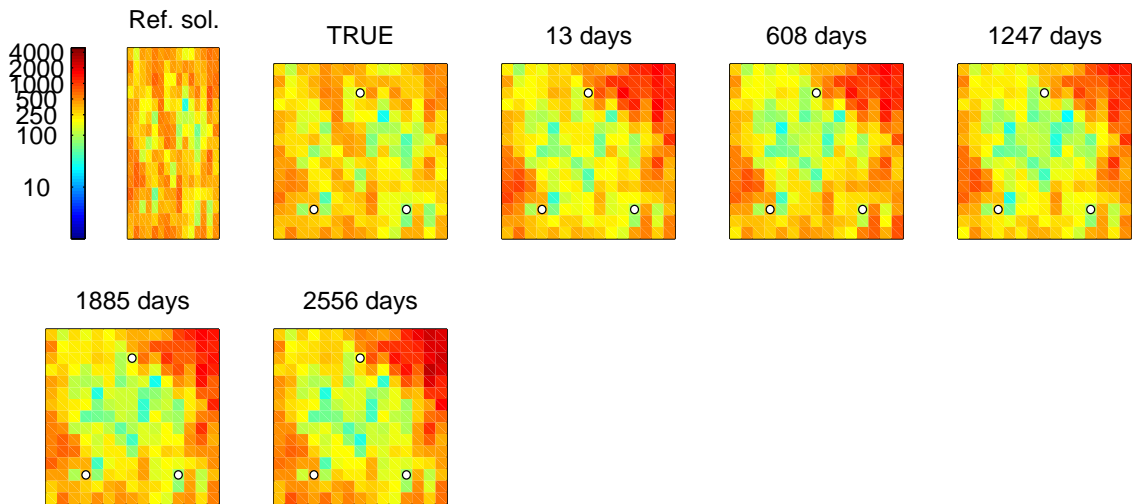 Ref. sol.
TRUE
13 days
608 days
1247 days
4000
2000
1000
500
250
100
10
1885 days
2556 days